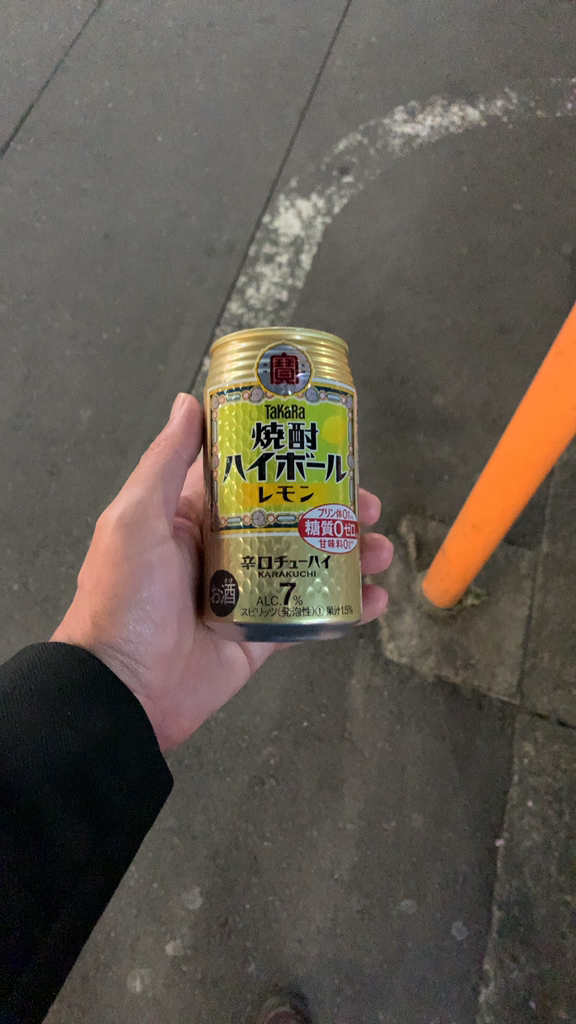 寶
TaKaRa
焼酎
ハイボール
レモン
プリン体0
糖質0ゼロ
甘味料0
辛口チューハイ
KARAKUCHI
お酒
ALC.7%
スピリッツ(発泡性)① 果汁15%